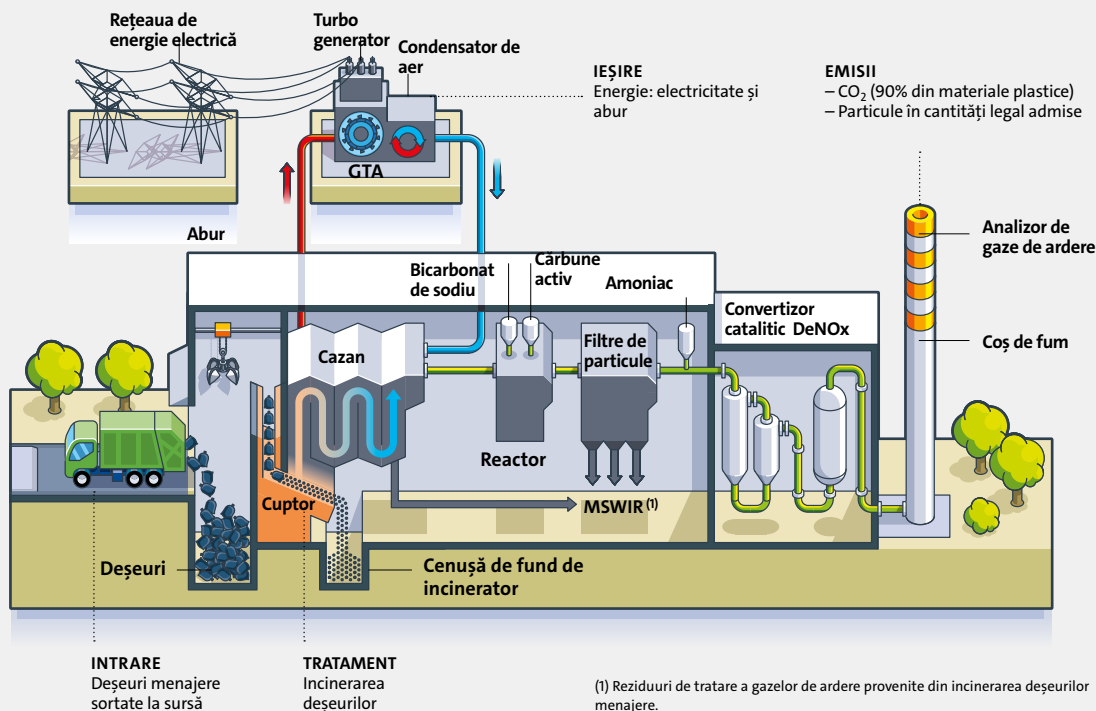 Rețeaua de
energie electrică
Turbo
generator
Condensator de
aer
IEȘIRE
Energie: electricitate și
abur
EMISII
– CO₂ (90% din materiale plastice)
– Particule în cantități legal admise
GTA
Abur
Analizor de
gaze de ardere
Bicarbonat
de sodiu
Cărbune
activ
Amoniac
Convertizor
catalitic DeNOx
Cazan
Filtre de
particule
Coș de fum
Reactor
Cuptor
MSWIR (1)
Deșeuri
Cenușă de fund de
incinerator
INTRARE
Deșeuri menajere
sortate la sursă
TRATAMENT
Incinerarea
deșeurilor
(1) Reziduuri de tratare a gazelor de ardere provenite din incinerarea deșeurilor
menajere.